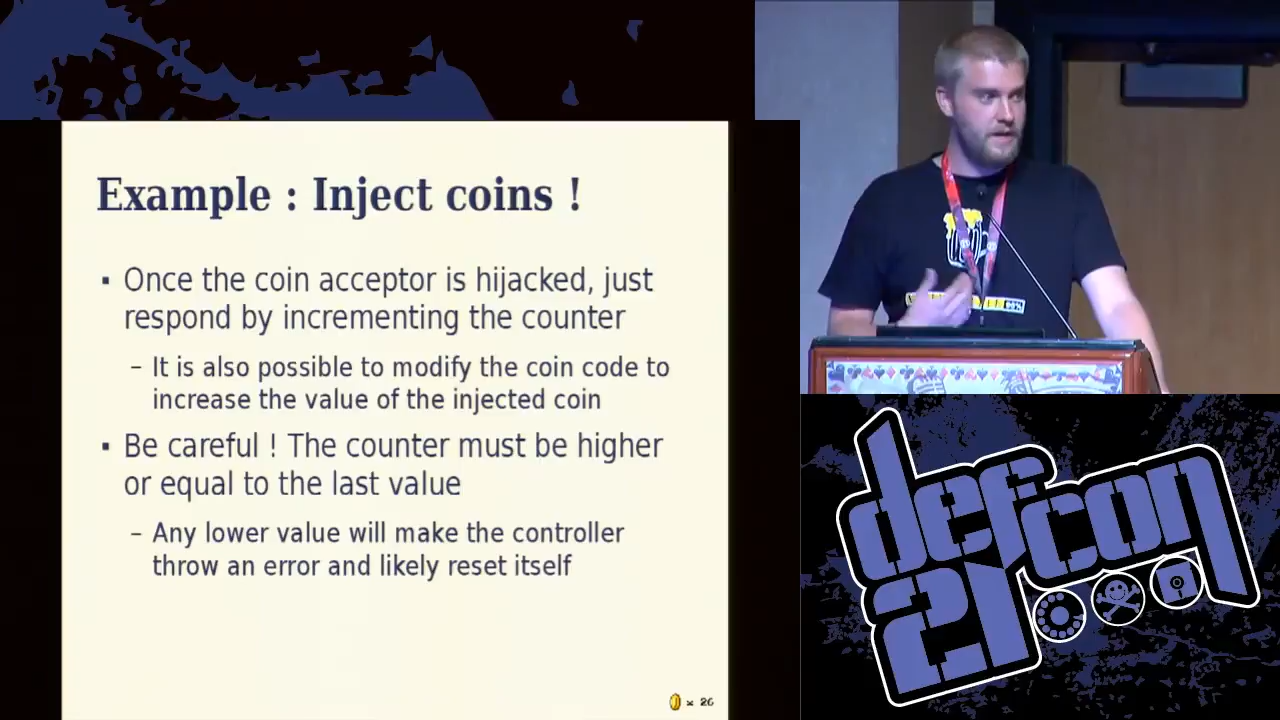 Example : Inject coins !
▪ Once the coin acceptor is hijacked, just
respond by incrementing the counter
– It is also possible to modify the coin code to
increase the value of the injected coin
▪ Be careful ! The counter must be higher
or equal to the last value
– Any lower value will make the controller
throw an error and likely reset itself
× 26
defcon
21